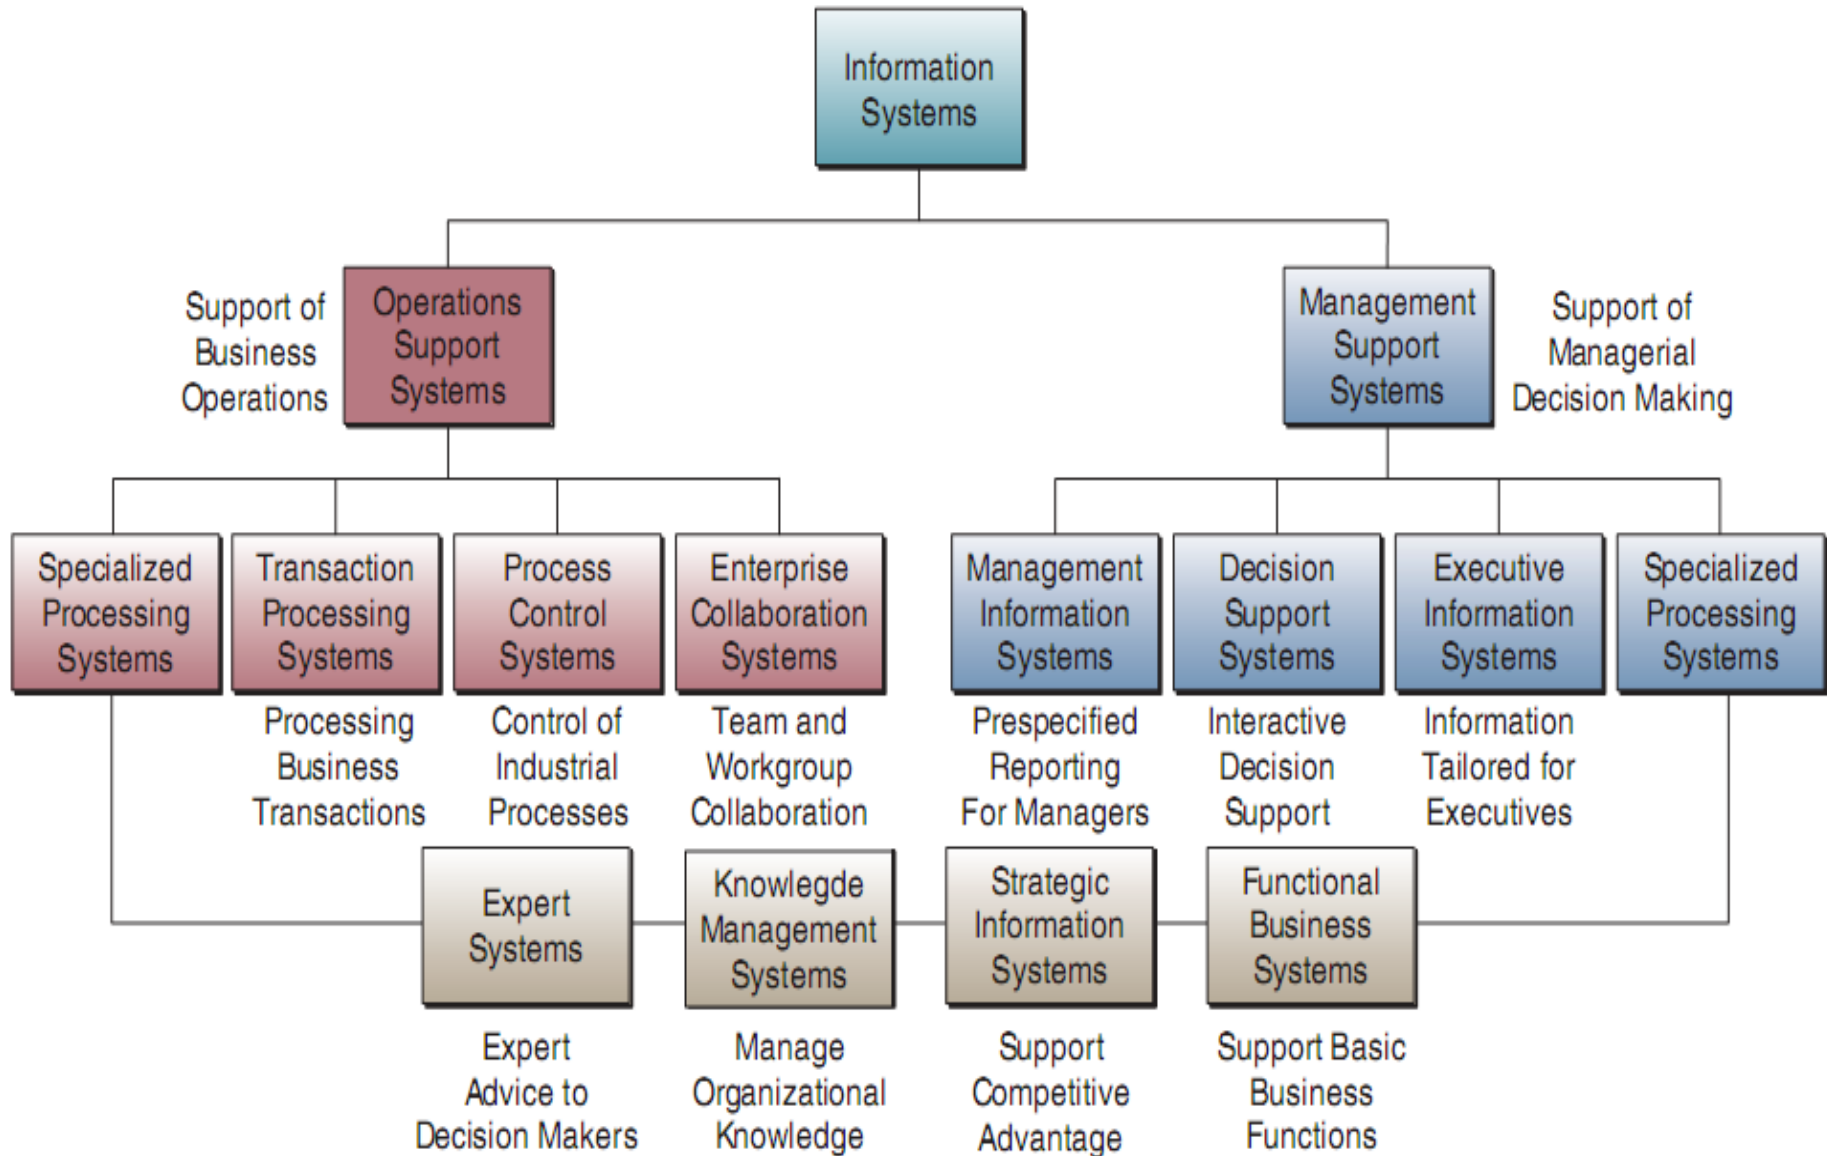 Information
Systems
Support of
Business
Operations
Operations
Support
Systems
Management
Support
Systems
Support of
Managerial
Decision Making
Specialized
Processing
Systems
Transaction
Processing
Systems
Process
Control
Systems
Enterprise
Collaboration
Systems
Management
Information
Systems
Decision
Support
Systems
Executive
Information
Systems
Specialized
Processing
Systems
Processing
Business
Transactions
Control of
Industrial
Processes
Team and
Workgroup
Collaboration
Prespecified
Reporting
For Managers
Interactive
Decision
Support
Information
Tailored for
Executives
Expert
Systems
Knowlegde
Management
Systems
Strategic
Information
Systems
Functional
Business
Systems
Expert
Advice to
Decision Makers
Manage
Organizational
Knowledge
Support
Competitive
Advantage
Support Basic
Business
Functions